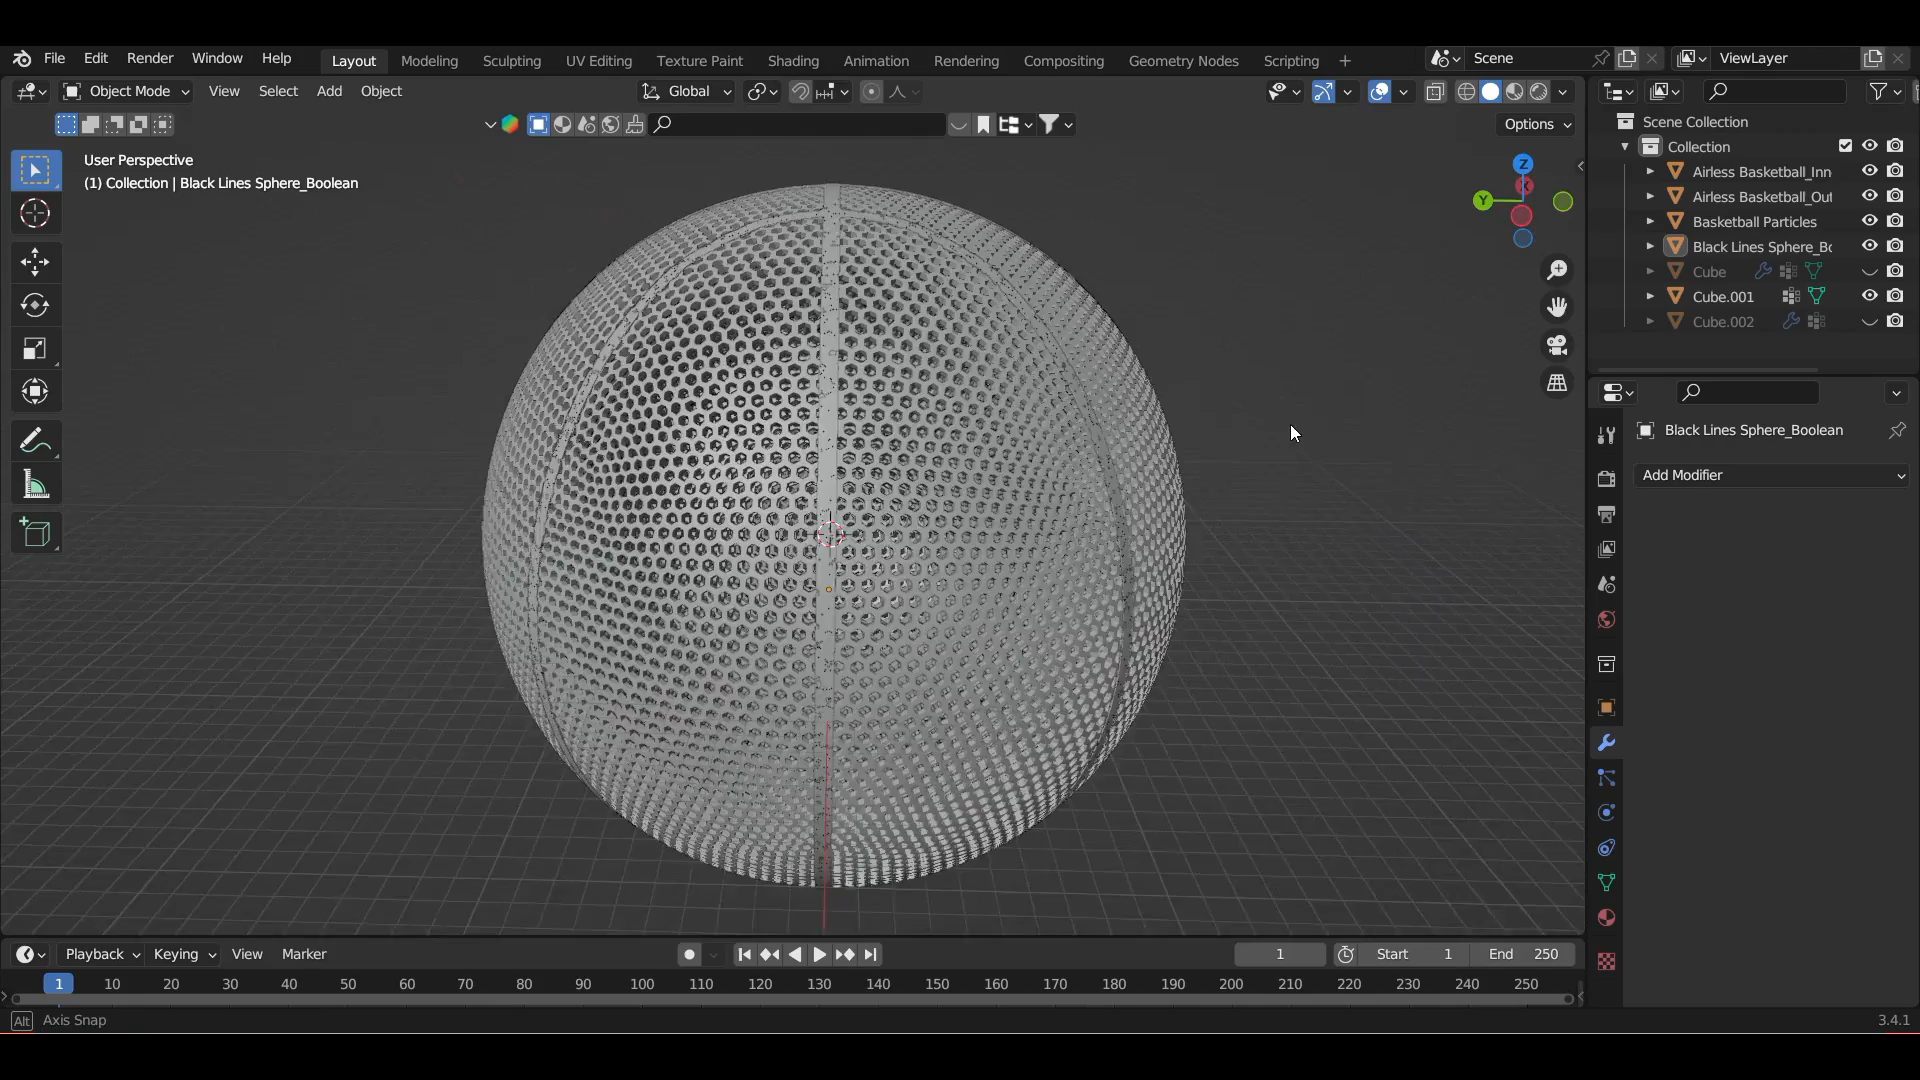 File Edit Render Window Help
Layout Modeling Sculpting UV Editing Texture Paint Shading Animation Rendering Compositing Geometry Nodes Scripting +
Scene
ViewLayer
Object Mode View Select Add Object
Global
Options
User Perspective
(1) Collection | Black Lines Sphere_Boolean
Z
Y
Scene Collection
Collection
Airless Basketball_Inn
Airless Basketball_Out
Basketball Particles
Black Lines Sphere_Bo
Cube
Cube.001
Cube.002
Black Lines Sphere_Boolean
Add Modifier
Playback Keying View Marker
1
Start 1
End 250
1 10 20 30 40 50 60 70 80 90 100 110 120 130 140 150 160 170 180 190 200 210 220 230 240 250
Alt Axis Snap
3.4.1